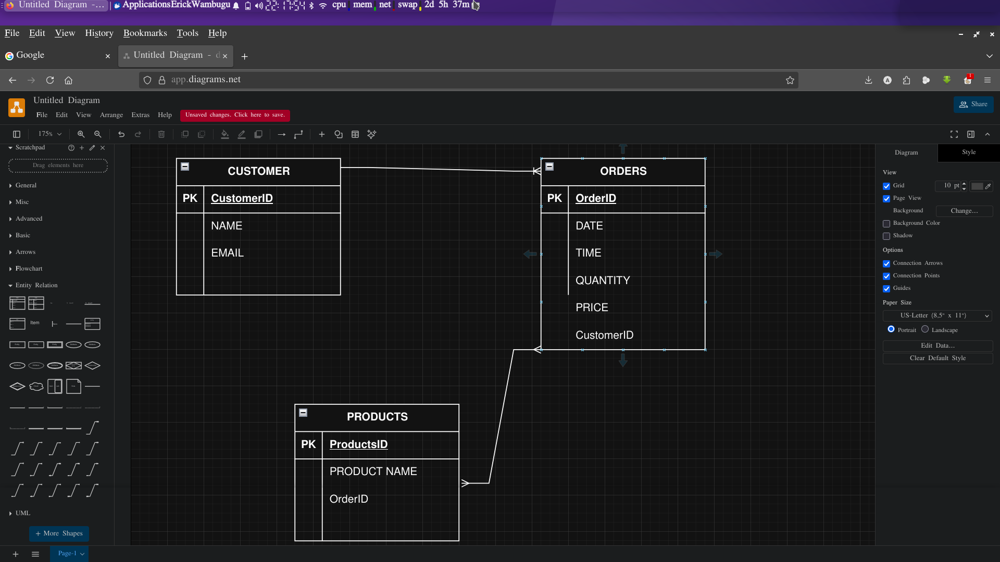 Untitled Diagram -...
ApplicationsErickWambugu
22:17:54
cpu mem net swap 2d 5h 37m
File Edit View History Bookmarks Tools Help
Google
Untitled Diagram - d
app.diagrams.net
Untitled Diagram
File Edit View Arrange Extras Help
Unsaved changes. Click here to save.
Share
175%
Scratchpad
Drag elements here
General
Misc
Advanced
Basic
Arrows
Flowchart
Entity Relation
Item
UML
+ More Shapes
CUSTOMER
PK CustomerID
NAME
EMAIL
ORDERS
PK OrderID
DATE
TIME
QUANTITY
PRICE
CustomerID
PRODUCTS
PK ProductsID
PRODUCT NAME
OrderID
Diagram Style
View
Grid 10 pt
Page View
Background Change...
Background Color
Shadow
Options
Connection Arrows
Connection Points
Guides
Paper Size
US-Letter (8,5" x 11")
Portrait Landscape
Edit Data...
Clear Default Style
Page-1